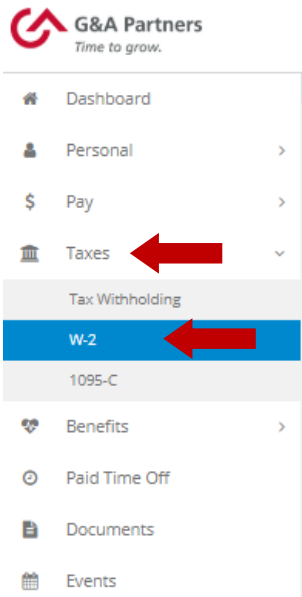 G&A Partners
Time to grow.
Dashboard
Personal
Pay
Taxes
Tax Withholding
W-2
1095-C
Benefits
Paid Time Off
Documents
Events